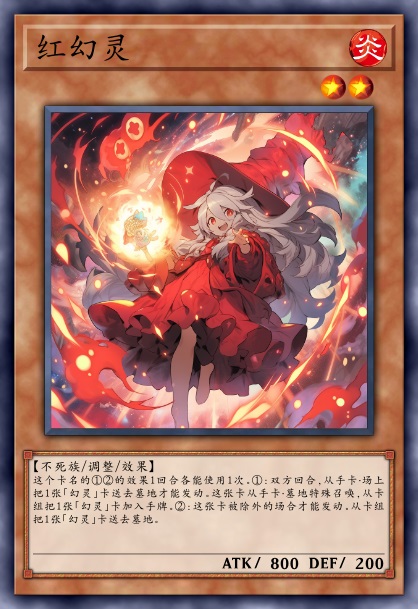 红幻灵
炎
【不死族/调整/效果】
这个卡名的①②的效果1回合各能使用1次。①:双方回合,从手卡·场上
把1张「幻灵」卡送去墓地才能发动。这张卡从手卡·墓地特殊召唤,从卡
组把1张「幻灵」卡加入手牌。②:这张卡被除外的场合才能发动。从卡组
把1张「幻灵」卡送去墓地。
ATK/ 800 DEF/ 200